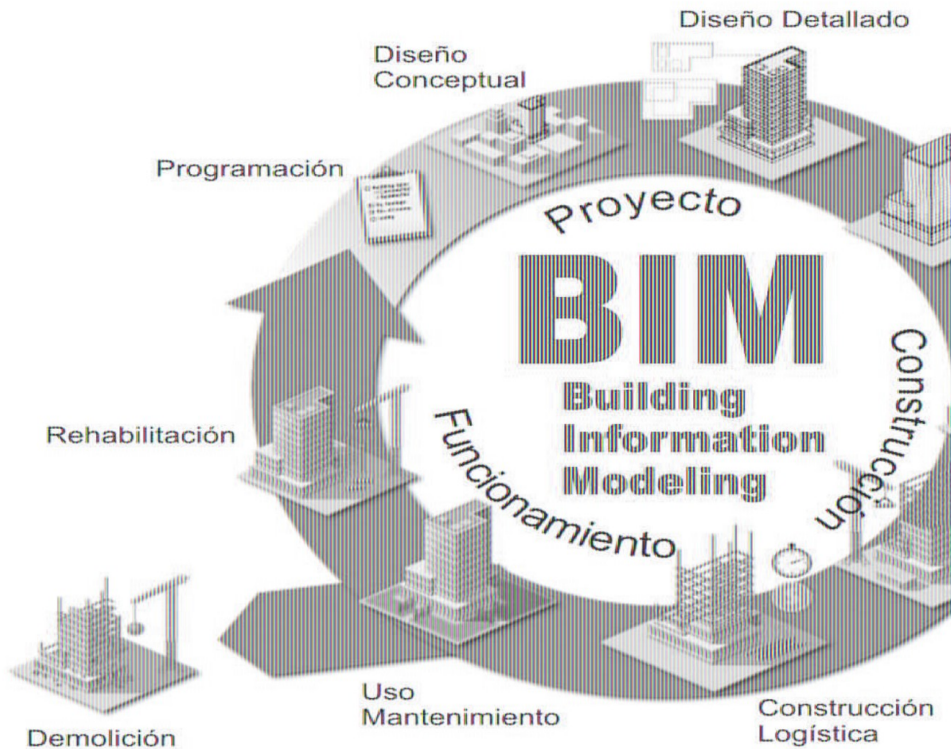 Diseño Detallado
Diseño
Conceptual
Programación
Proyecto
BIM
Building
Information
Modeling
Construcción
Funcionamiento
Rehabilitación
Uso
Mantenimiento
Construcción
Logística
Demolición